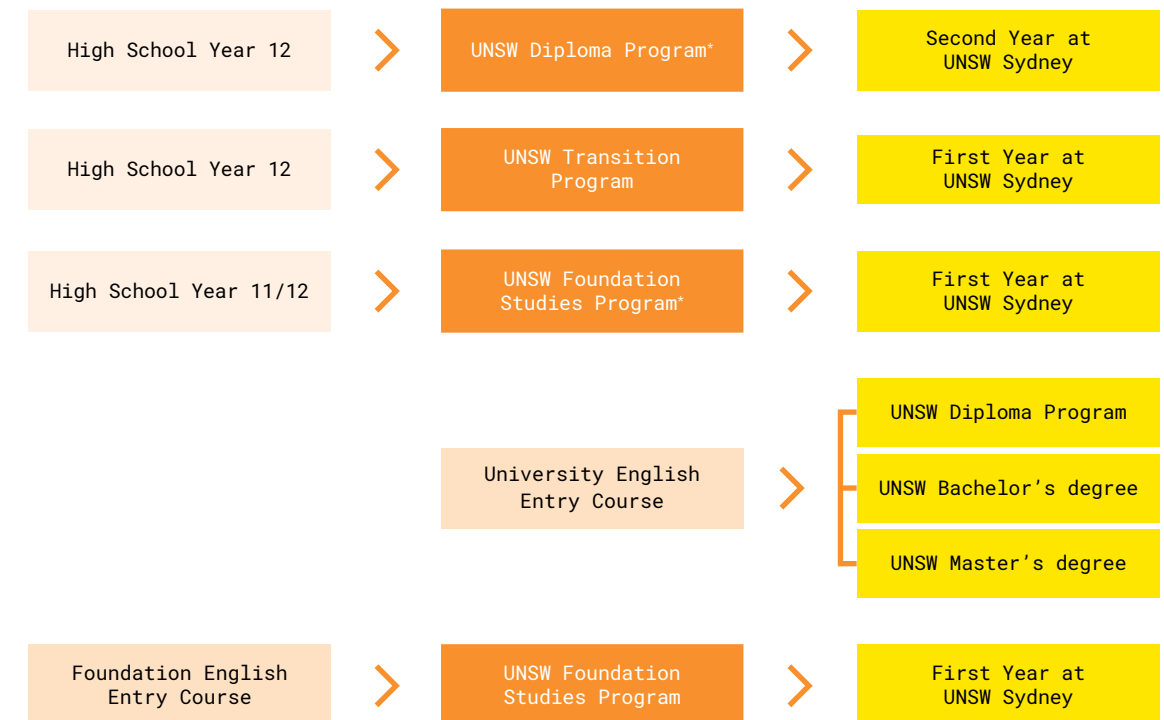 High School Year 12
UNSW Diploma Program*
Second Year at
UNSW Sydney
High School Year 12
UNSW Transition
Program
First Year at
UNSW Sydney
High School Year 11/12
UNSW Foundation
Studies Program*
First Year at
UNSW Sydney
University English
Entry Course
UNSW Diploma Program
UNSW Bachelor’s degree
UNSW Master’s degree
Foundation English
Entry Course
UNSW Foundation
Studies Program
First Year at
UNSW Sydney